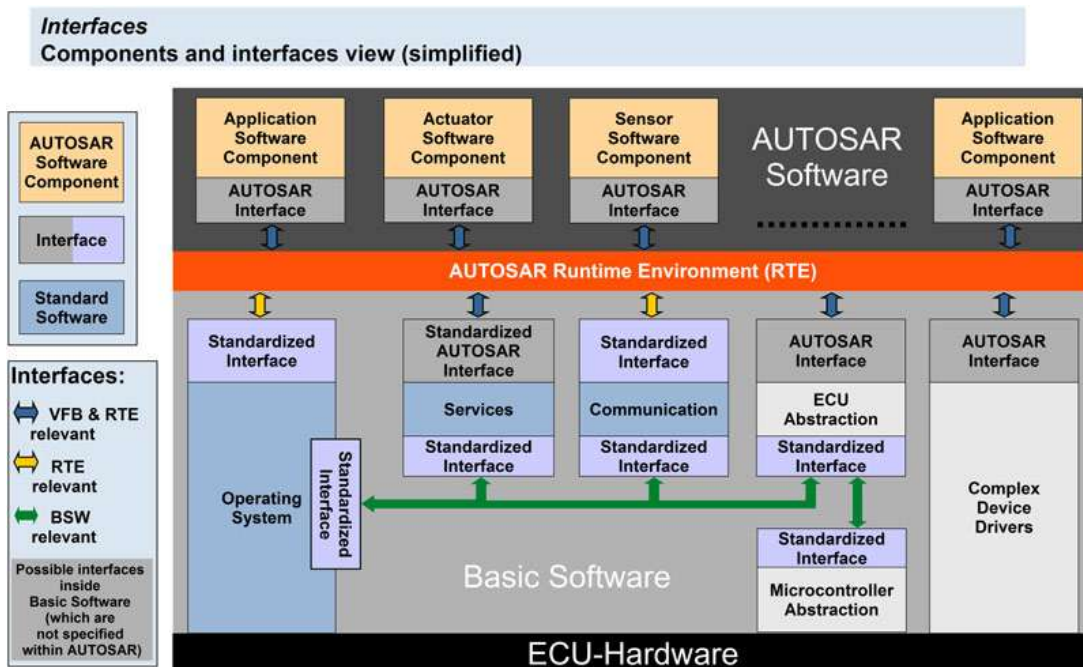 Interfaces
Components and interfaces view (simplified)
AUTOSAR
Software
Component
Interface
Standard
Software
Interfaces:
VFB & RTE
relevant
RTE
relevant
BSW
relevant
Possible interfaces
inside
Basic Software
(which are
not specified
within AUTOSAR)
Application
Software
Component
AUTOSAR
Interface
Actuator
Software
Component
AUTOSAR
Interface
Sensor
Software
Component
AUTOSAR
Interface
AUTOSAR
Software
Application
Software
Component
AUTOSAR
Interface
AUTOSAR Runtime Environment (RTE)
Standardized
Interface
Operating
System
Standardized
Interface
Standardized
AUTOSAR
Interface
Services
Standardized
Interface
Standardized
Interface
Communication
Standardized
Interface
AUTOSAR
Interface
ECU
Abstraction
Standardized
Interface
Standardized
Interface
Microcontroller
Abstraction
AUTOSAR
Interface
Complex
Device
Drivers
Basic Software
ECU-Hardware